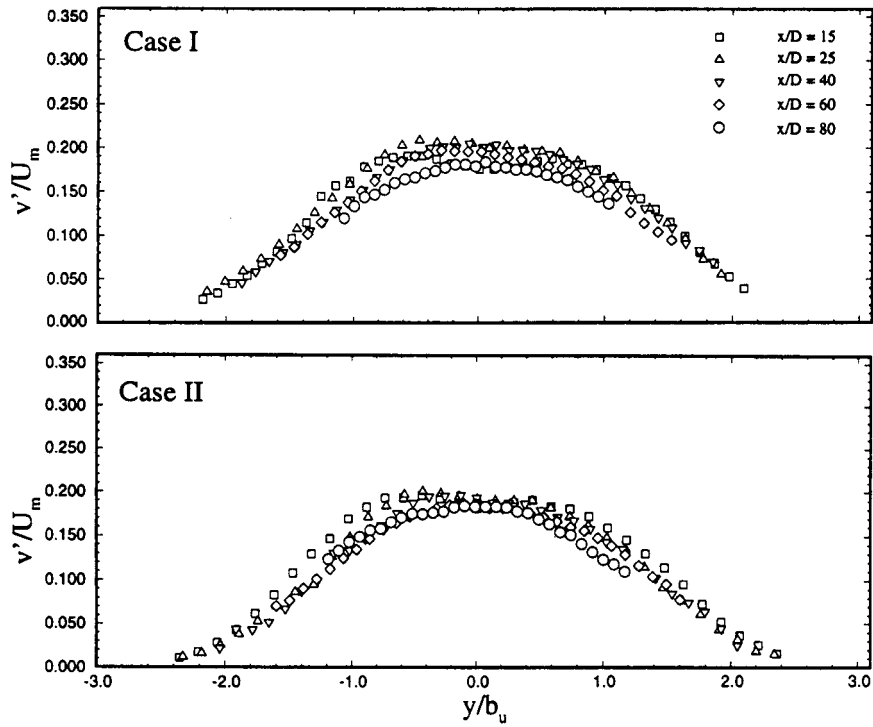 Case I
x/D = 15
x/D = 25
x/D = 40
x/D = 60
x/D = 80
0.350
0.300
0.250
0.200
0.150
0.100
0.050
0.000
v'/U_m
Case II
0.350
0.300
0.250
0.200
0.150
0.100
0.050
0.000
v'/U_m
-3.0
-2.0
-1.0
0.0
1.0
2.0
3.0
y/b_u